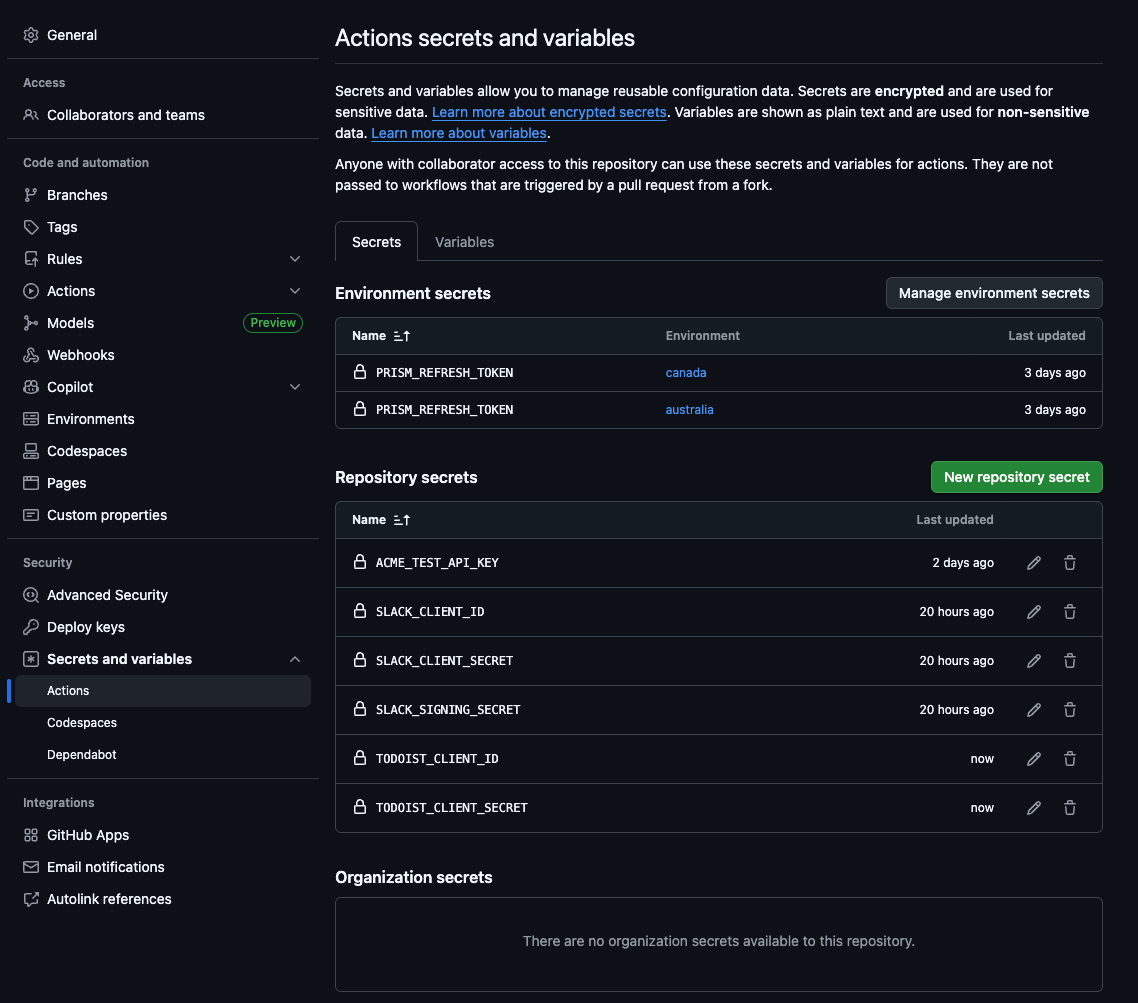 General
Access
Collaborators and teams
Code and automation
Branches
Tags
Rules
Actions
Models Preview
Webhooks
Copilot
Environments
Codespaces
Pages
Custom properties
Security
Advanced Security
Deploy keys
Secrets and variables
Actions
Codespaces
Dependabot
Integrations
GitHub Apps
Email notifications
Autolink references
Actions secrets and variables
Secrets and variables allow you to manage reusable configuration data. Secrets are encrypted and are used for
sensitive data. Learn more about encrypted secrets. Variables are shown as plain text and are used for non-sensitive
data. Learn more about variables.
Anyone with collaborator access to this repository can use these secrets and variables for actions. They are not
passed to workflows that are triggered by a pull request from a fork.
Secrets Variables
Environment secrets Manage environment secrets
Name Environment Last updated
PRISM_REFRESH_TOKEN canada 3 days ago
PRISM_REFRESH_TOKEN australia 3 days ago
Repository secrets New repository secret
Name Last updated
ACME_TEST_API_KEY 2 days ago
SLACK_CLIENT_ID 20 hours ago
SLACK_CLIENT_SECRET 20 hours ago
SLACK_SIGNING_SECRET 20 hours ago
TODOIST_CLIENT_ID now
TODOIST_CLIENT_SECRET now
Organization secrets
There are no organization secrets available to this repository.